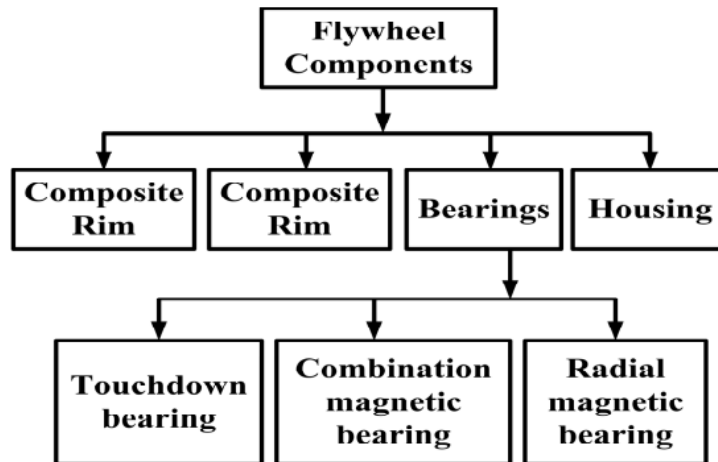 Flywheel
Components
Composite
Rim
Composite
Rim
Bearings
Housing
Touchdown
bearing
Combination
magnetic
bearing
Radial
magnetic
bearing